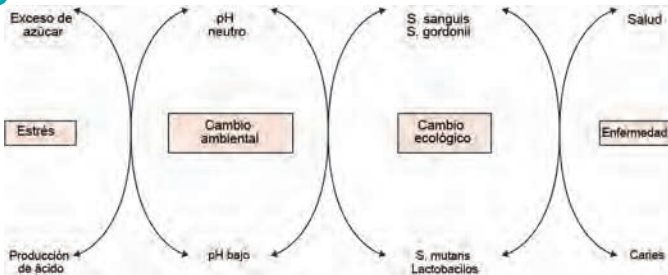 Exceso de
azúcar
pH
neutro
S. sanguis
S. gordonii
Salud
Estrés
Cambio
ambiental
Cambio
ecológico
Enfermedad
Producción
de ácido
pH bajo
S. mutans
Lactobacilos
Caries